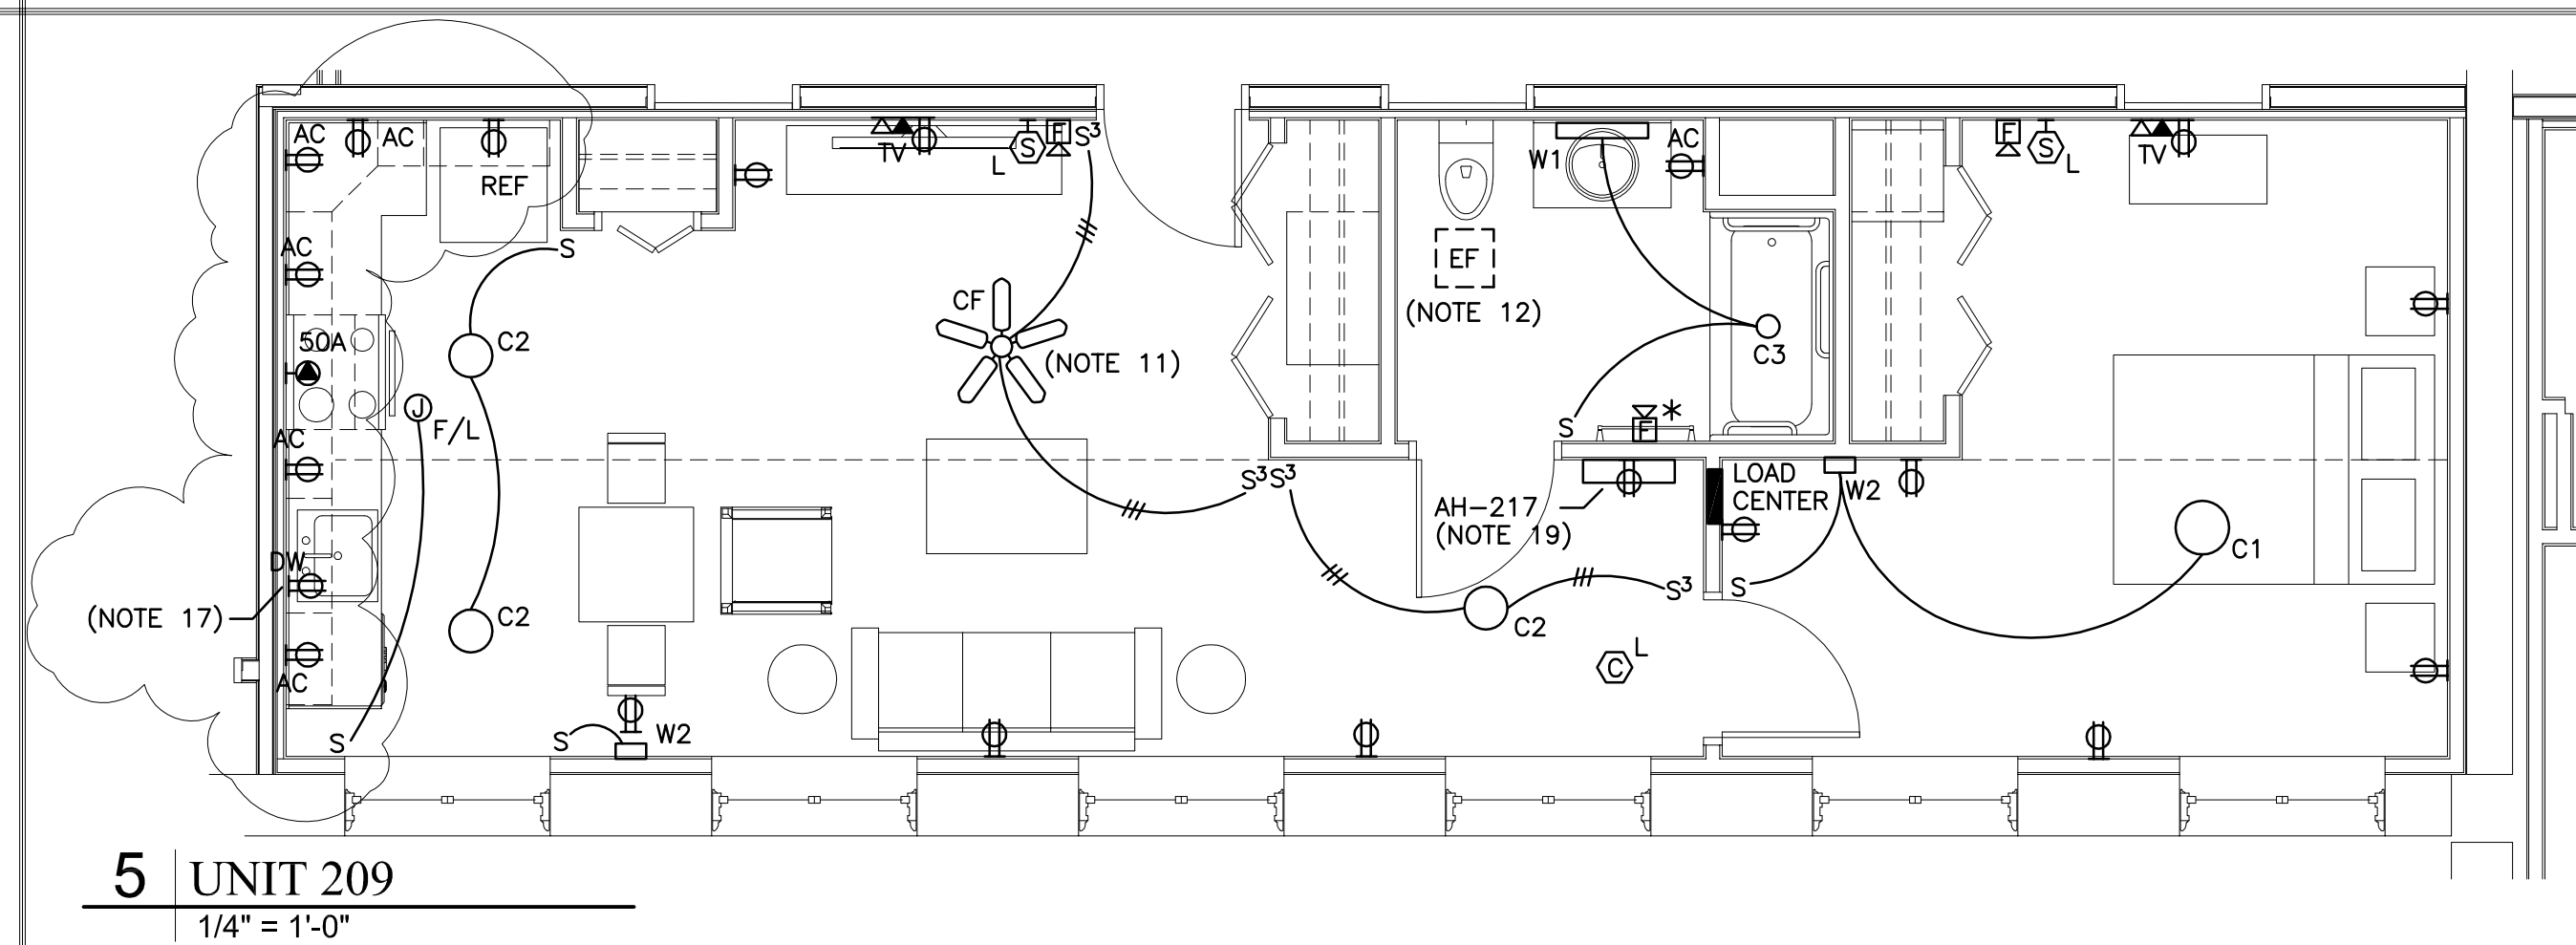 AC
AC
REF
TV
L
S
F
S³
W1
AC
F
S
L
TV
AC
S
EF
(NOTE 12)
CF
(NOTE 11)
50A
C2
C3
J
F/L
S
F
*
AC
S³ S³
LOAD
CENTER
W2
AH-217
(NOTE 19)
C1
DW
(NOTE 17)
C2
S³
S
C2
C
L
AC
S
S
W2
5
UNIT 209
1/4" = 1'-0"